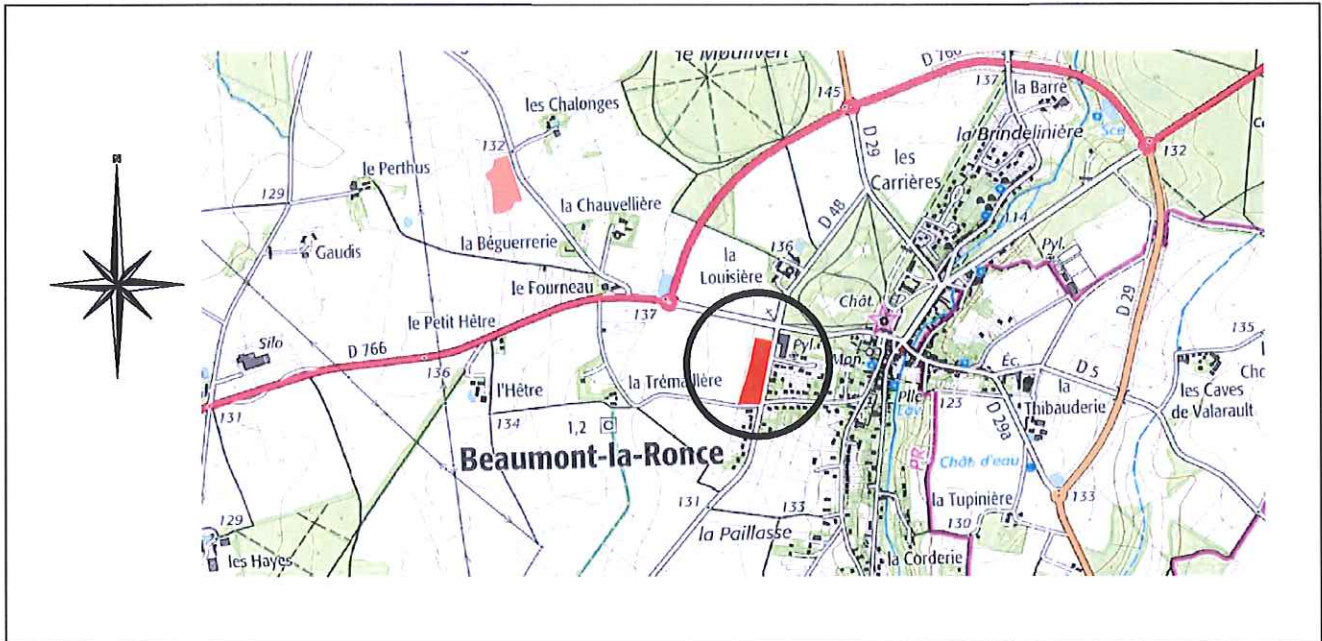 le Moulivert
D 766
137
la Barre
145
les Chalonges
la Brindelinière
Sce
132
132
D 29
les
Carrières
le Perthus
129
la Chauvellière
D 48
114
la Béguerrerie
136
Pyl.
Gaudis
la
Louisière
le Fourneau
Chât.
D 29
137
le Petit Hêtre
Silo
D 766
Pyl.
Mon.
Éc.
D 5
135
136
la Trémallère
la
Thibauderie
les Caves
de Valarault
l'Hêtre
Lav.
123
131
134
1,2
C
D 29a
Beaumont-la-Ronce
Chât. d'eau
PR
133
131
133
la Tupinière
129
la Paillasse
130
les Hayes
la Corderie